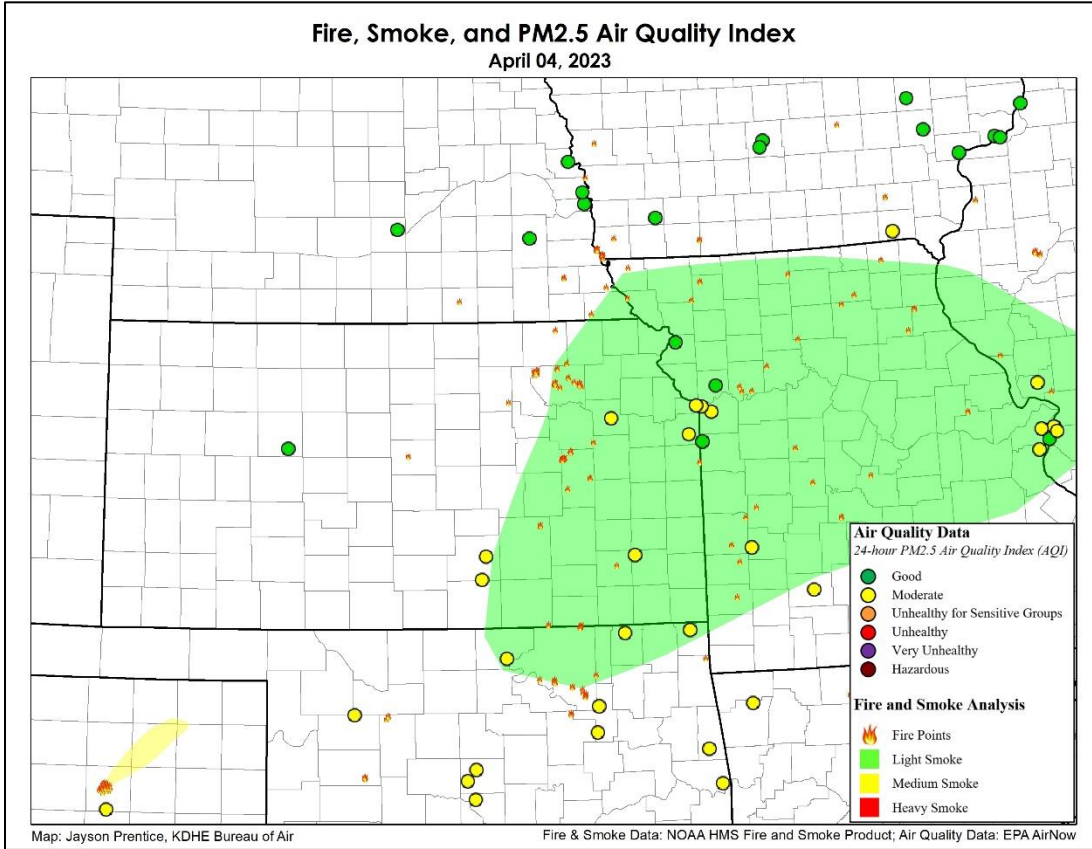 Fire, Smoke, and PM2.5 Air Quality Index
April 04, 2023
Air Quality Data
24-hour PM2.5 Air Quality Index (AQI)
Good
Moderate
Unhealthy for Sensitive Groups
Unhealthy
Very Unhealthy
Hazardous
Fire and Smoke Analysis
Fire Points
Light Smoke
Medium Smoke
Heavy Smoke
Map: Jayson Prentice, KDHE Bureau of Air
Fire & Smoke Data: NOAA HMS Fire and Smoke Product; Air Quality Data: EPA AirNow